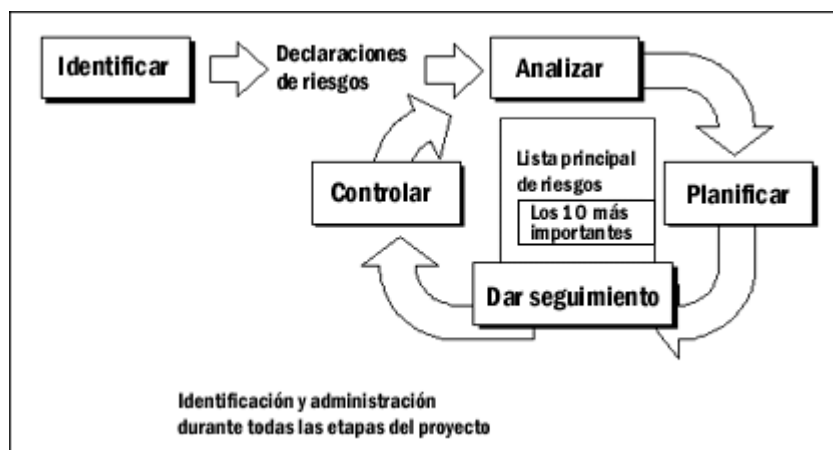 Identificar
Declaraciones
de riesgos
Analizar
Controlar
Lista principal
de riesgos
Los 10 más
importantes
Planificar
Dar seguimiento
Identificación y administración
durante todas las etapas del proyecto